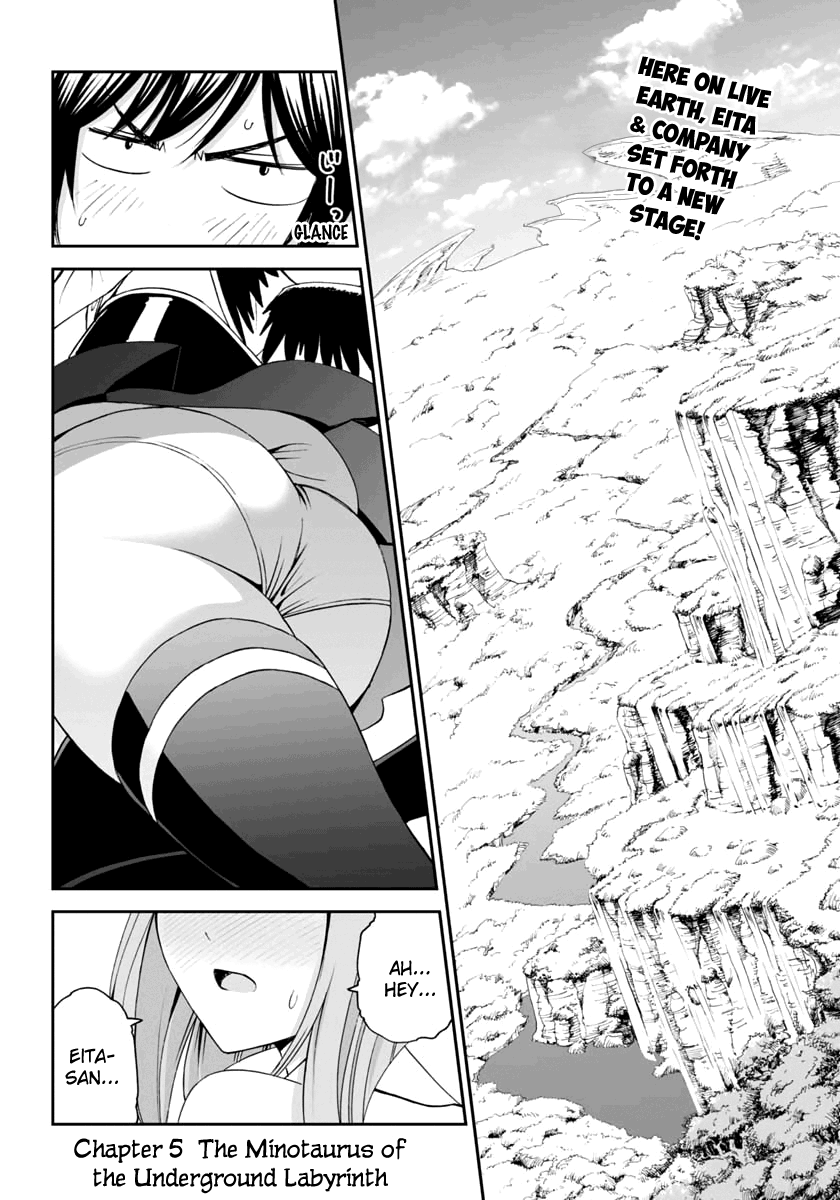 HERE ON LIVE
EARTH, EITA
& COMPANY
SET FORTH
TO A NEW
STAGE!
じーっ
GLANCE
AH...
HEY...
EITA-
SAN...
Chapter 5 The Minotaurus of
the Underground Labyrinth